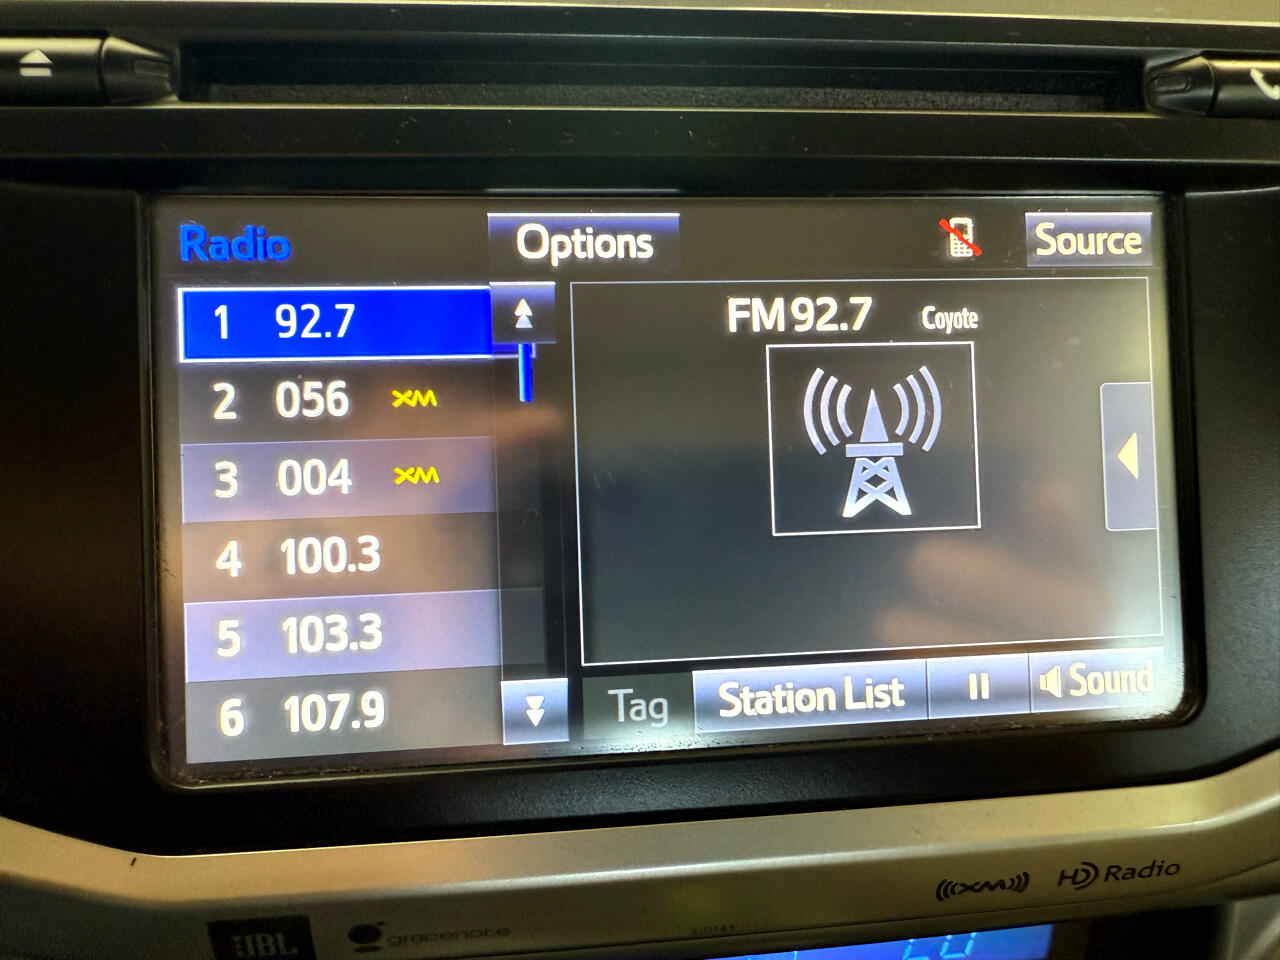 Radio
Options
Source
1 92.7
2 056 XM
3 004 XM
4 100.3
5 103.3
6 107.9
FM 92.7 Coyote
Tag
Station List
Sound
XM
HD Radio
JBL
gracenote